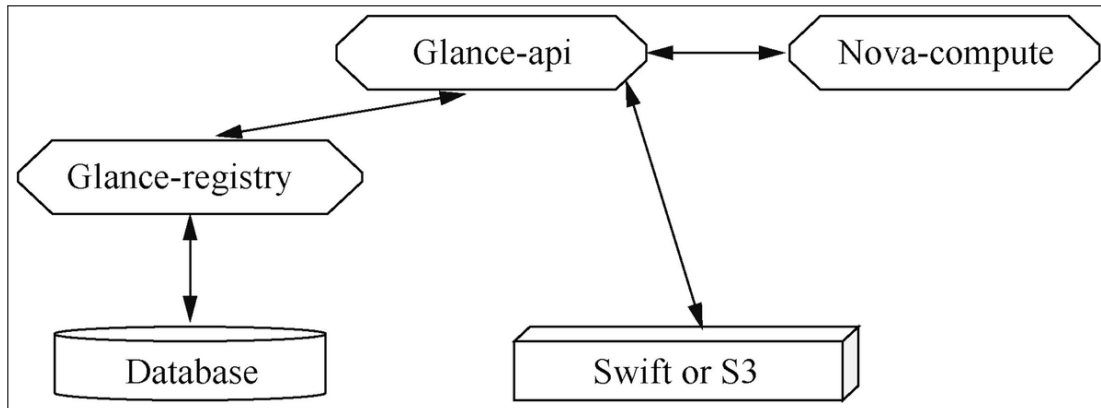 Glance-api
Nova-compute
Glance-registry
Database
Swift or S3